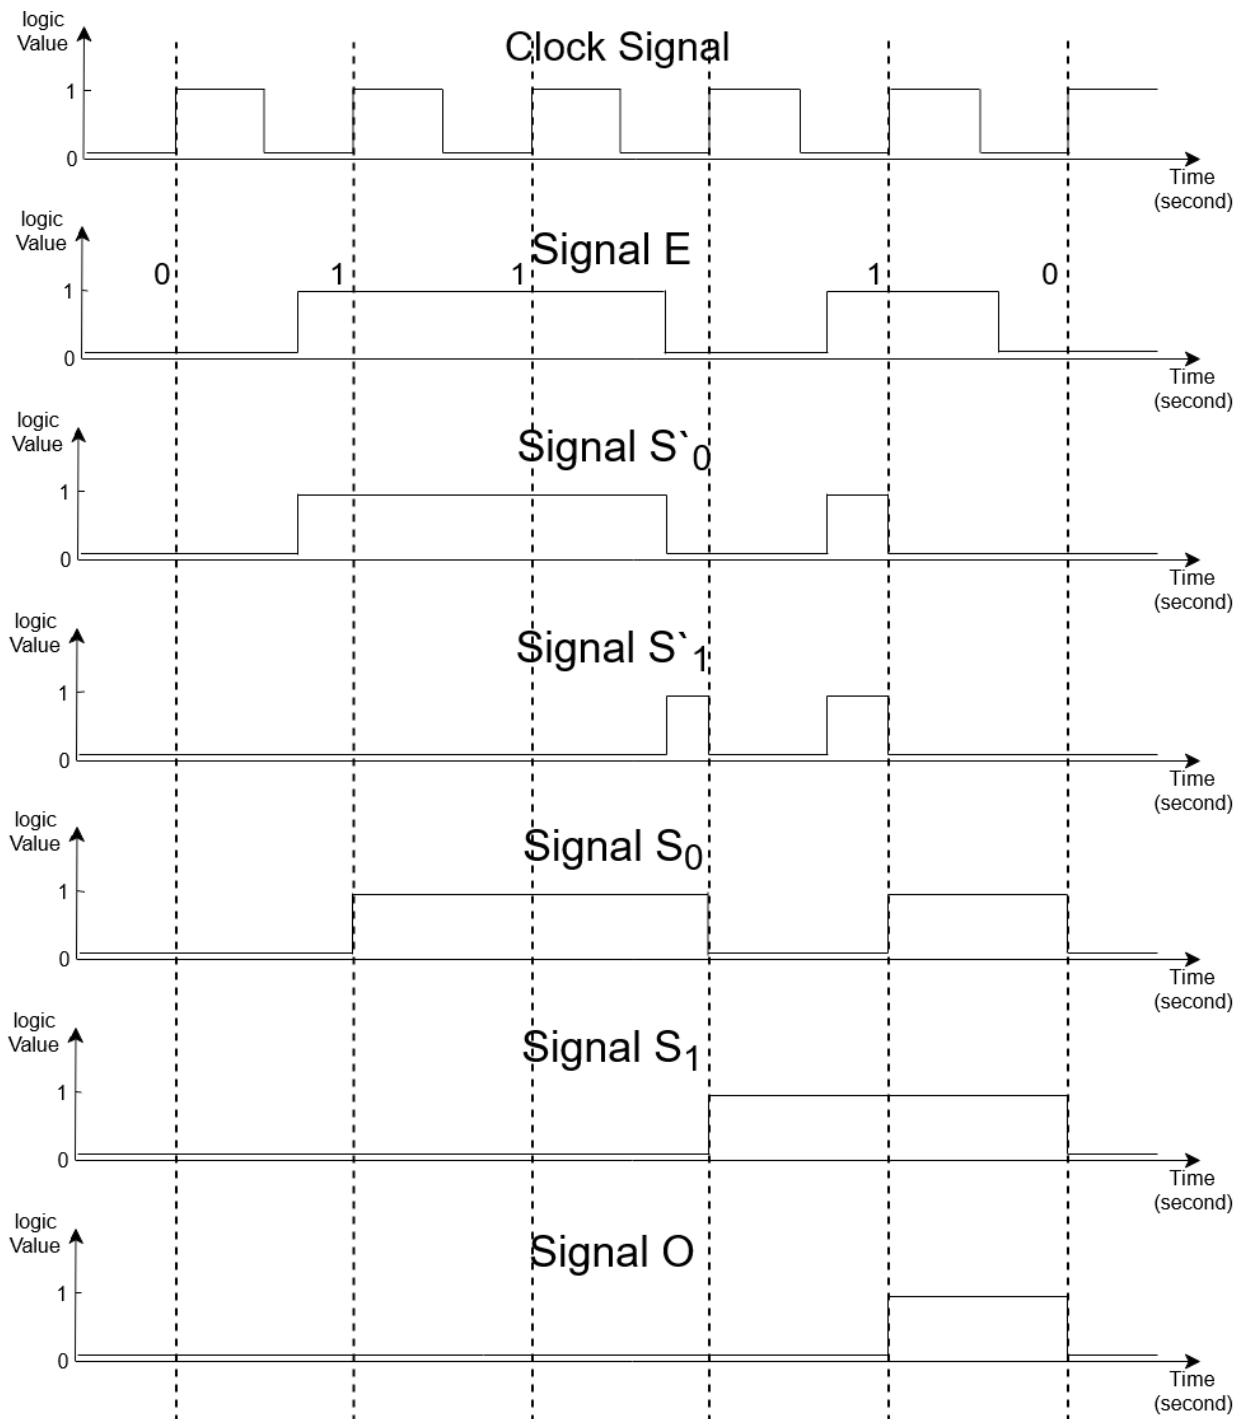 logic
Value
Clock Signal
1
0
Time
(second)
logic
Value
Signal E
0
1
1
1
0
1
0
Time
(second)
logic
Value
Signal S`0
1
0
Time
(second)
logic
Value
Signal S`1
1
0
Time
(second)
logic
Value
Signal S0
1
0
Time
(second)
logic
Value
Signal S1
1
0
Time
(second)
logic
Value
Signal O
1
0
Time
(second)